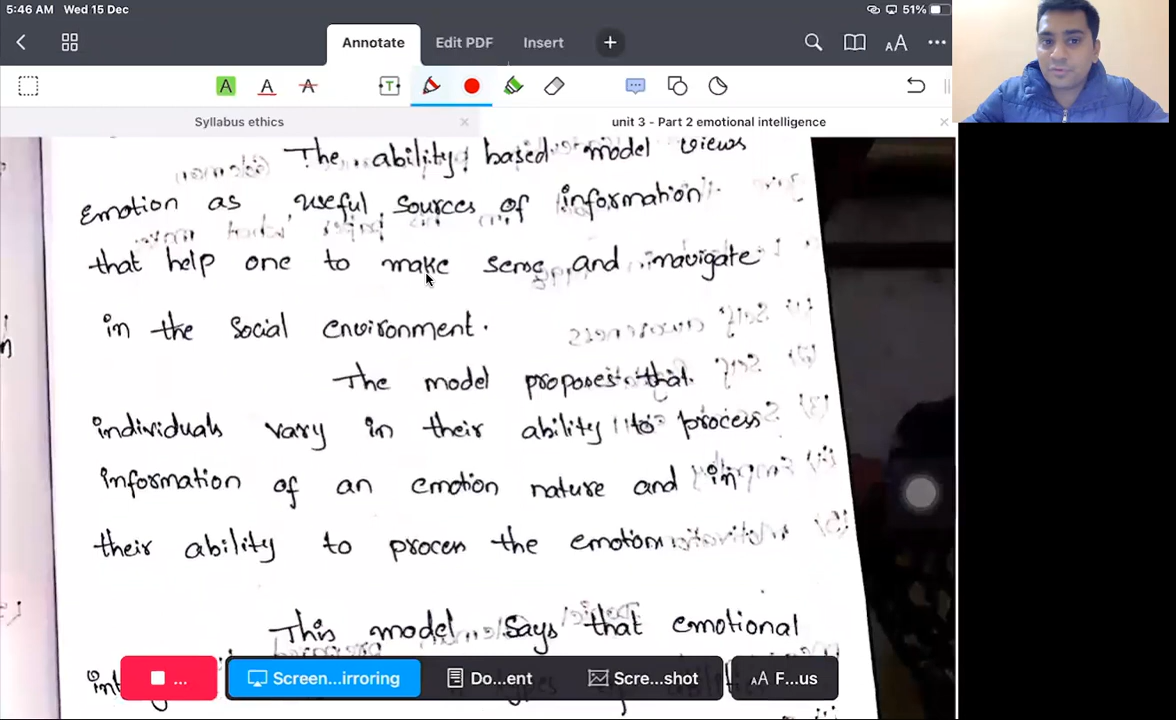 5:46 AM Wed 15 Dec
51%
Annotate
Edit PDF
Insert
AA
A
A
A
T
Syllabus ethics
unit 3 - Part 2 emotional intelligence
The ability based model views
Emotion as useful sources of information
that help one to make sense and navigate
in the Social environment.
The model proposes that
individuals vary in their ability to process
information of an emotion nature and in
their ability to process the emotion
This model Says that emotional
...
Screen...irroring
Do...ent
Scre...shot
AA F...us